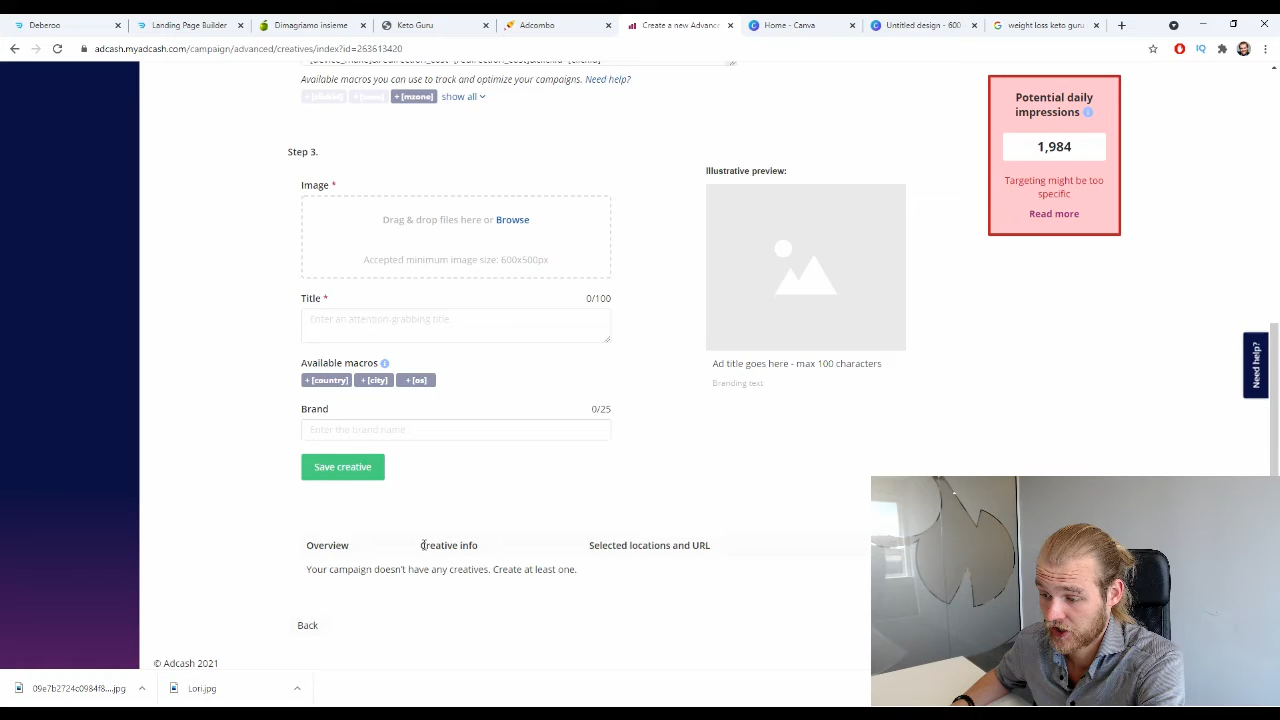 Deberoo
Landing Page Builder
Dimagriamo insieme
Keto Guru
Adcombo
Create a new Advance
Home - Canva
Untitled design - 600
weight loss keto guru
adcash.myadcash.com/campaign/advanced/creatives/index?id=263613420
IQ
Available macros you can use to track and optimize your campaigns. Need help?
+ [mzone] show all
Potential daily
impressions
1,984
Targeting might be too
specific
Read more
Step 3.
Image *
Drag & drop files here or Browse
Accepted minimum image size: 600x500px
Title * 0/100
Enter an attention-grabbing title
Available macros
+ [country] + [city] + [os]
Brand 0/25
Enter the brand name
Save creative
Illustrative preview:
Ad title goes here - max 100 characters
Branding text
Need help?
Overview Creative info Selected locations and URL
Your campaign doesn't have any creatives. Create at least one.
Back
© Adcash 2021
09e7b2724c0984f8....jpg
Lori.jpg